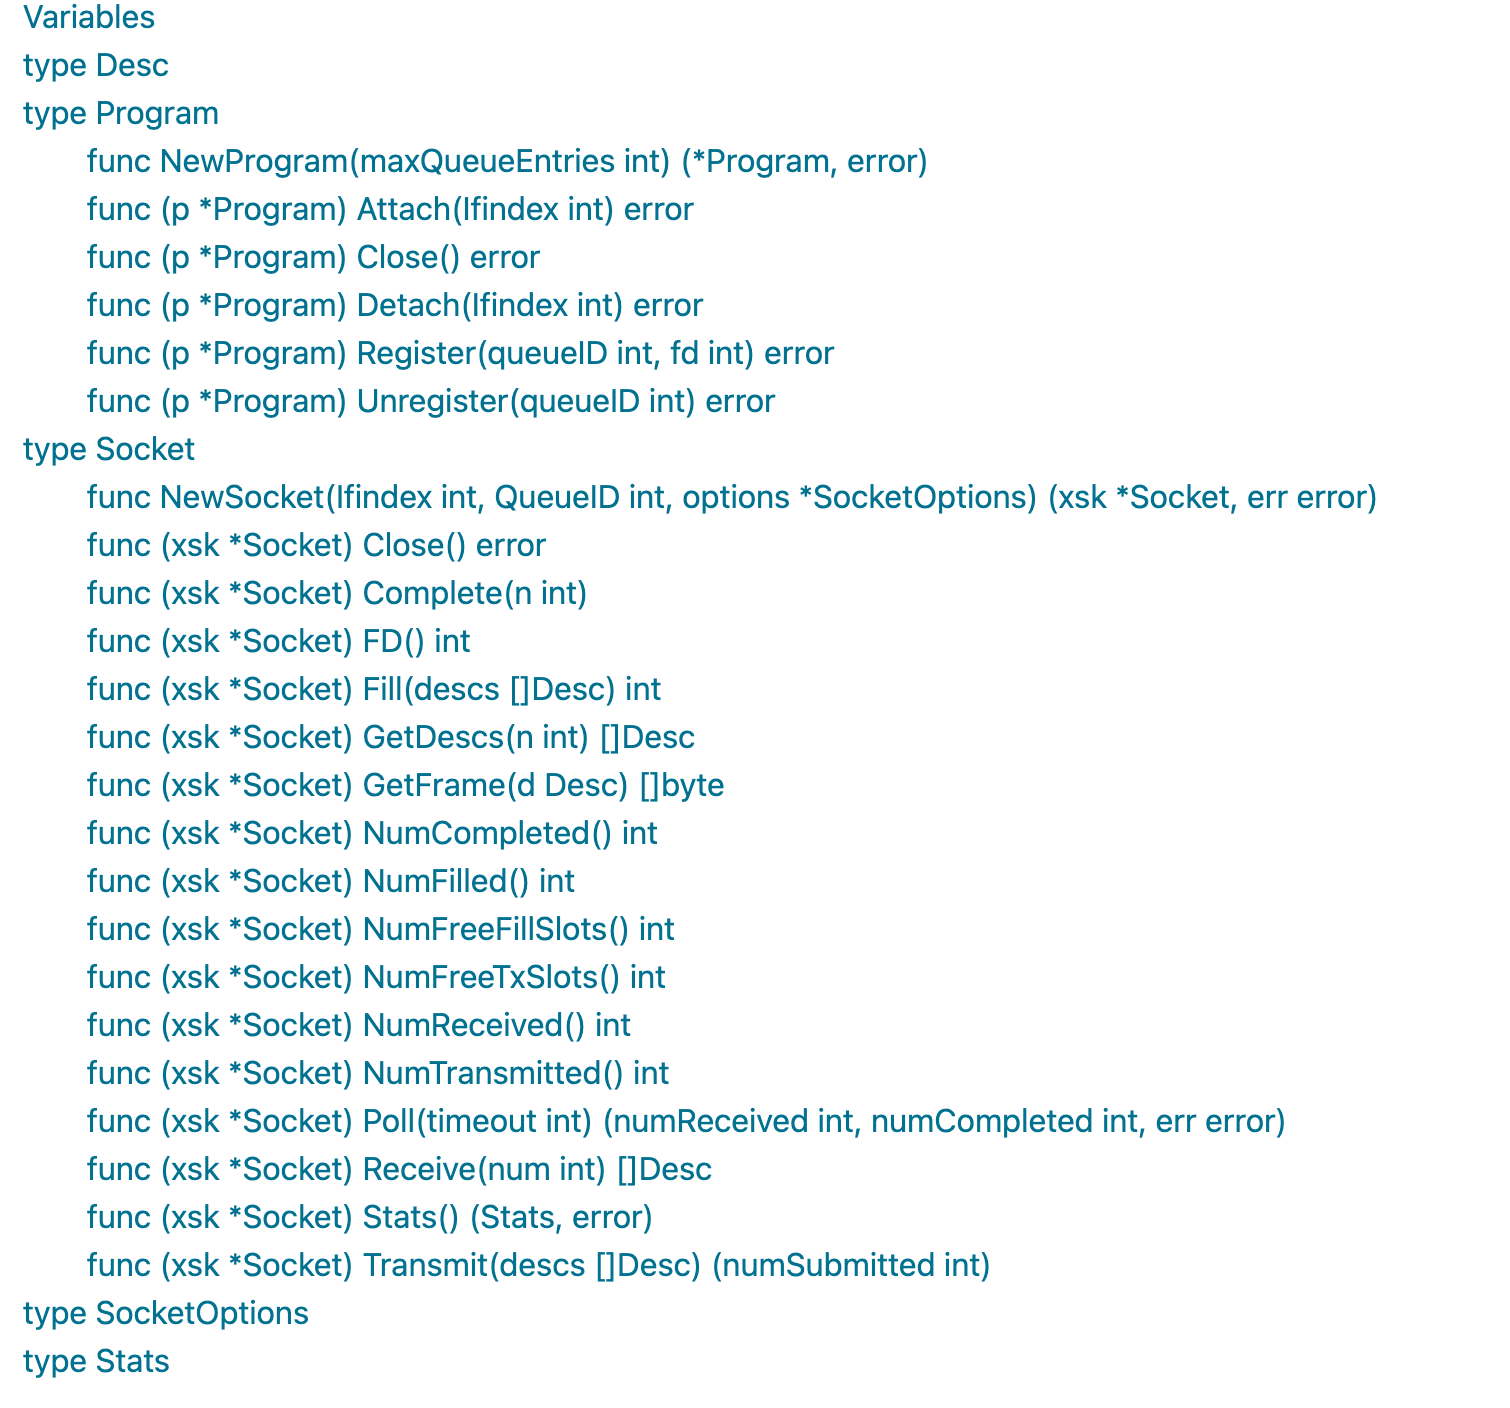 Variables
type Desc
type Program
func NewProgram(maxQueueEntries int) (*Program, error)
func (p *Program) Attach(Ifindex int) error
func (p *Program) Close() error
func (p *Program) Detach(Ifindex int) error
func (p *Program) Register(queueID int, fd int) error
func (p *Program) Unregister(queueID int) error
type Socket
func NewSocket(Ifindex int, QueueID int, options *SocketOptions) (xsk *Socket, err error)
func (xsk *Socket) Close() error
func (xsk *Socket) Complete(n int)
func (xsk *Socket) FD() int
func (xsk *Socket) Fill(descs []Desc) int
func (xsk *Socket) GetDescs(n int) []Desc
func (xsk *Socket) GetFrame(d Desc) []byte
func (xsk *Socket) NumCompleted() int
func (xsk *Socket) NumFilled() int
func (xsk *Socket) NumFreeFillSlots() int
func (xsk *Socket) NumFreeTxSlots() int
func (xsk *Socket) NumReceived() int
func (xsk *Socket) NumTransmitted() int
func (xsk *Socket) Poll(timeout int) (numReceived int, numCompleted int, err error)
func (xsk *Socket) Receive(num int) []Desc
func (xsk *Socket) Stats() (Stats, error)
func (xsk *Socket) Transmit(descs []Desc) (numSubmitted int)
type SocketOptions
type Stats